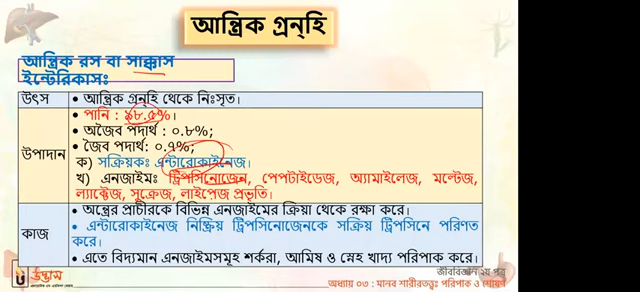 আন্ত্রিক গ্রন্হি
আন্ত্রিক রস বা সাক্কাস
ইন্টেরিকাসঃ
উৎস
• আন্ত্রিক গ্রন্হি থেকে নিঃসৃত।
উপাদান
• পানি : ৯৮.৫%।
• অজৈব পদার্থ : ০.৮%;
• জৈব পদার্থ: ০.৭%;
ক) সক্রিয়কঃ এন্টারোকাইনেজ।
খ) এনজাইমঃ ট্রিপসিনোজেন, পেপটাইডেজ, অ্যামাইলেজ, মল্টেজ,
ল্যাক্টেজ, সুক্রেজ, লাইপেজ প্রভৃতি।
কাজ
• অন্ত্রের প্রাচীরকে বিভিন্ন এনজাইমের ক্রিয়া থেকে রক্ষা করে।
• এন্টারোকাইনেজ নিষ্ক্রিয় ট্রিপসিনোজেনকে সক্রিয় ট্রিপসিনে পরিণত
করে।
• এতে বিদ্যমান এনজাইমসমূহ শর্করা, আমিষ ও স্নেহ খাদ্য পরিপাক করে।
উদ্ভাস
জীববিজ্ঞান ২য় পত্র
অধ্যায় ০৩ : মানব শারীরতত্ত্ব: পরিপাক ও শোষণ